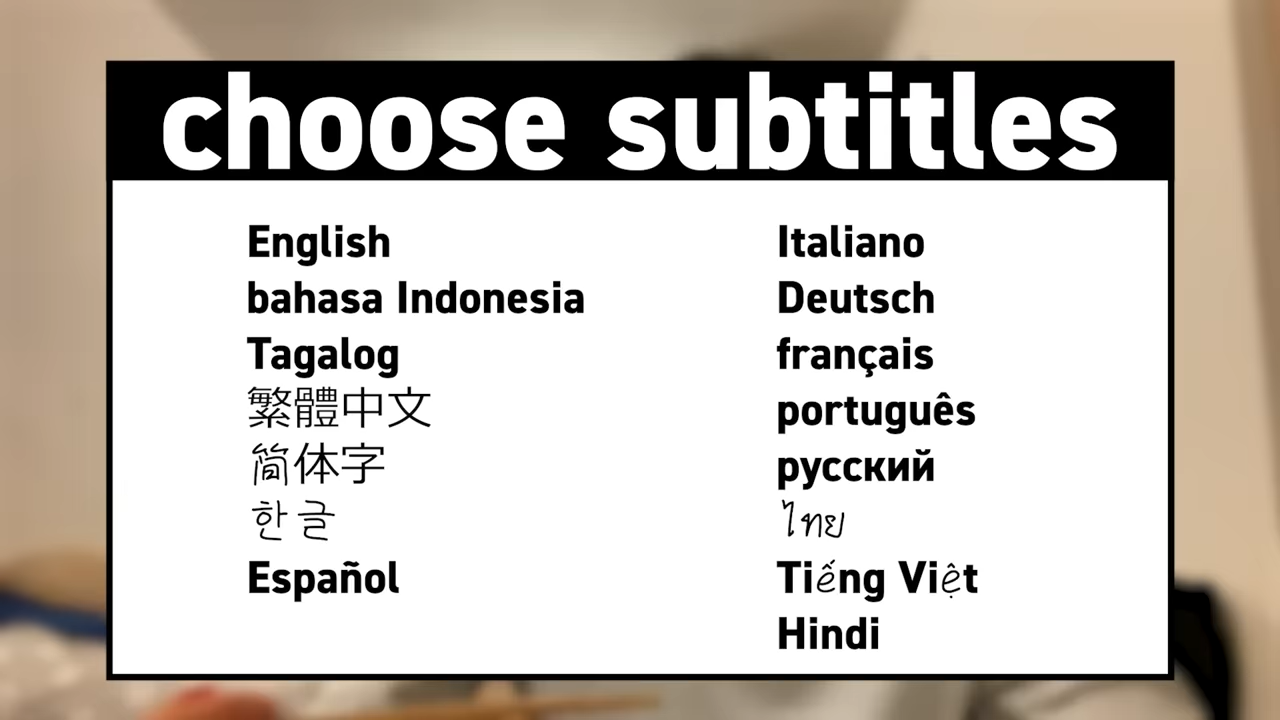 choose subtitles
English
bahasa Indonesia
Tagalog
繁體中文
简体字
한글
Español
Italiano
Deutsch
français
português
русский
ไทย
Tiếng Việt
Hindi